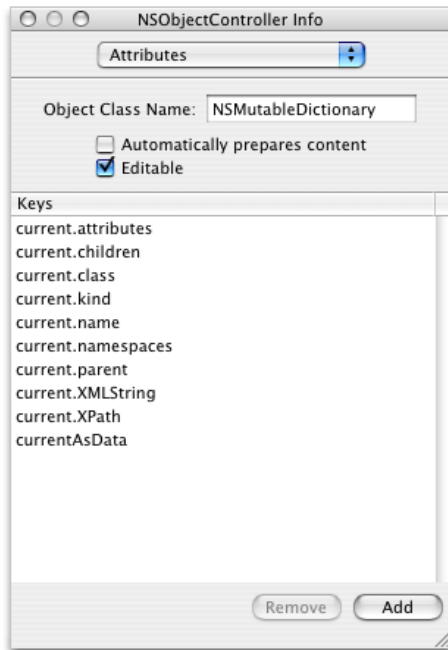 NSObjectController Info
Attributes
Object Class Name: NSMutableDictionary
Automatically prepares content
Editable
Keys
current.attributes
current.children
current.class
current.kind
current.name
current.namespaces
current.parent
current.XMLString
current.XPath
currentAsData
Remove Add